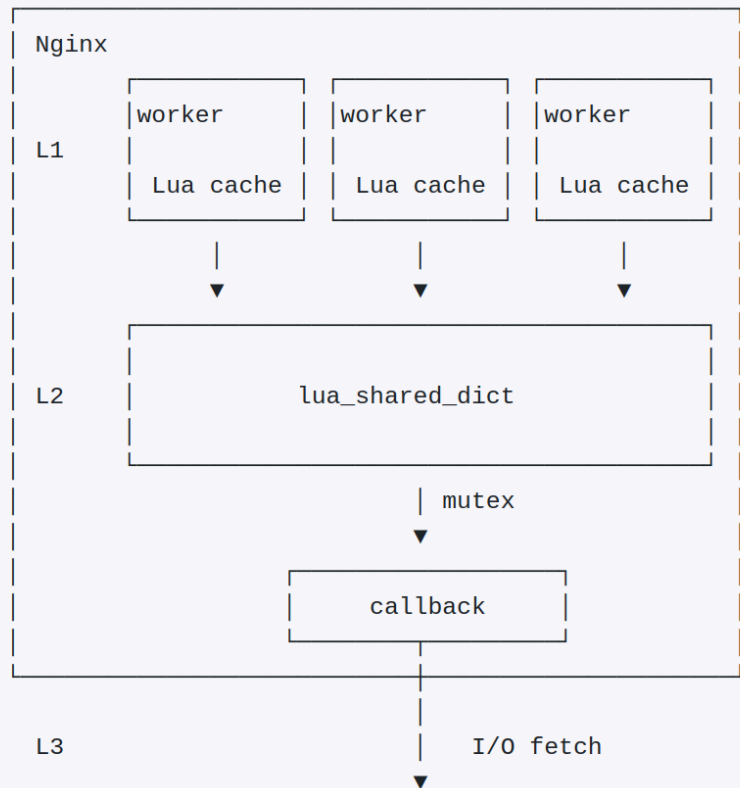 Nginx
worker worker worker
L1
Lua cache Lua cache Lua cache
L2 lua_shared_dict
mutex
callback
L3 I/O fetch